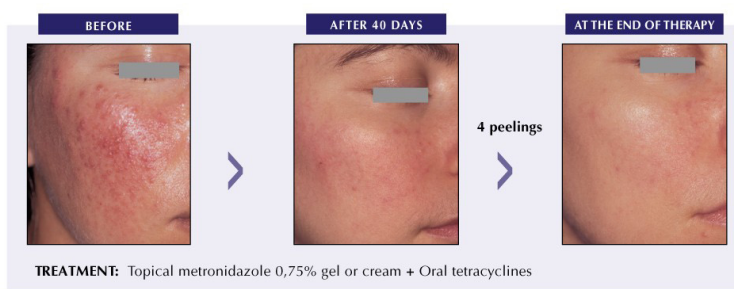 BEFORE
AFTER 40 DAYS
AT THE END OF THERAPY
4 peelings
TREATMENT: Topical metronidazole 0,75% gel or cream + Oral tetracyclines